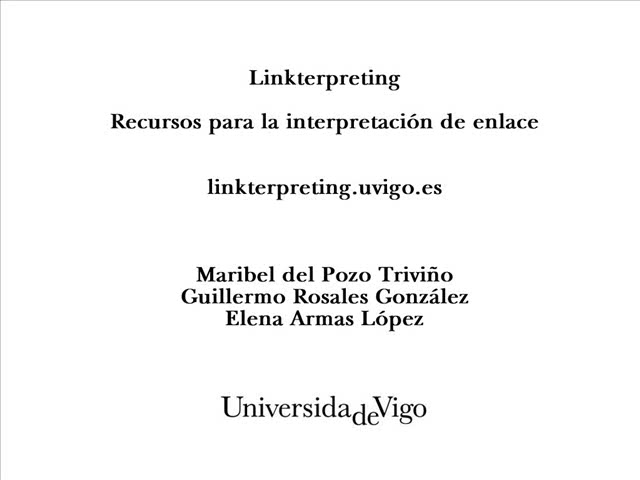 Linkterpreting
Recursos para la interpretación de enlace
linkterpreting.uvigo.es
Maribel del Pozo Triviño
Guillermo Rosales González
Elena Armas López
UniversidadeVigo